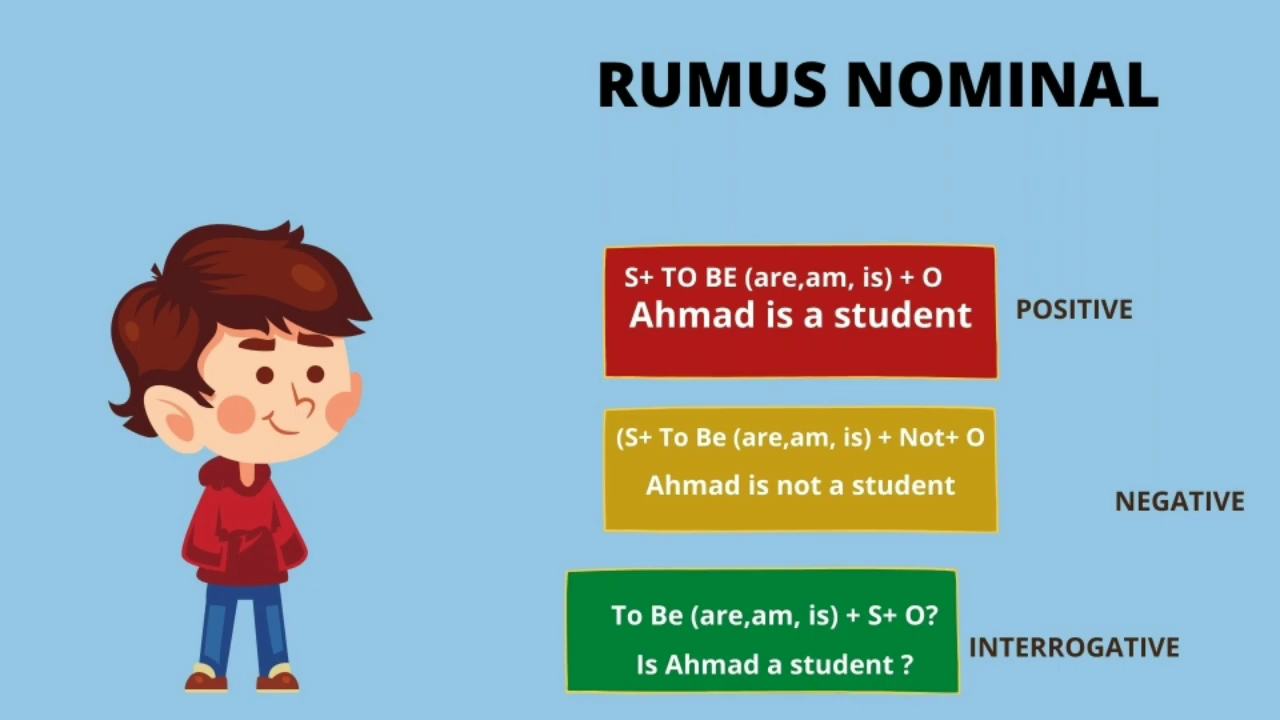 RUMUS NOMINAL
S+ TO BE (are,am, is) + O
Ahmad is a student
POSITIVE
(S+ To Be (are,am, is) + Not+ O
Ahmad is not a student
NEGATIVE
To Be (are,am, is) + S+ O?
Is Ahmad a student ?
INTERROGATIVE